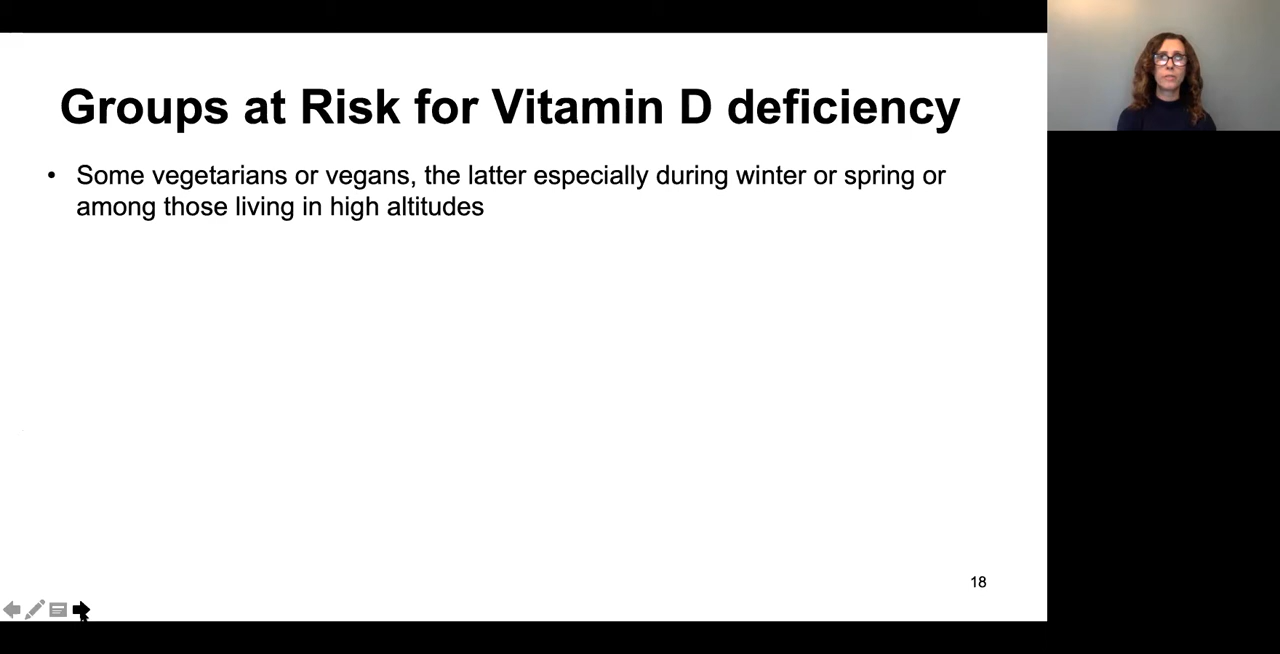 Groups at Risk for Vitamin D deficiency
• Some vegetarians or vegans, the latter especially during winter or spring or
among those living in high altitudes
18